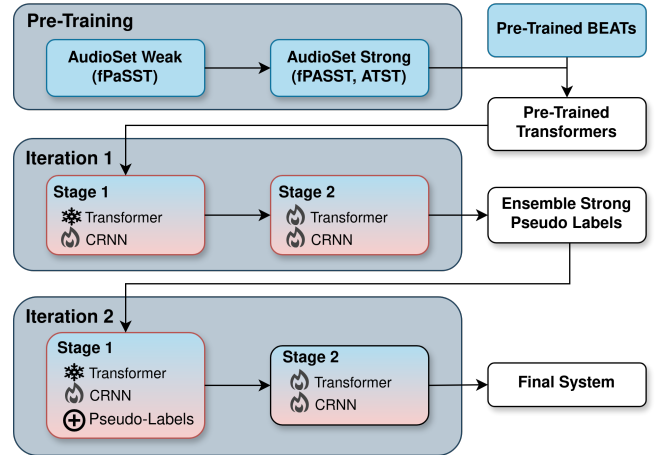 Pre-Training
AudioSet Weak
(fPaSST)
AudioSet Strong
(fPASST, ATST)
Pre-Trained BEATs
Pre-Trained
Transformers
Iteration 1
Stage 1
Transformer
CRNN
Stage 2
Transformer
CRNN
Ensemble Strong
Pseudo Labels
Iteration 2
Stage 1
Transformer
CRNN
Pseudo-Labels
Stage 2
Transformer
CRNN
Final System